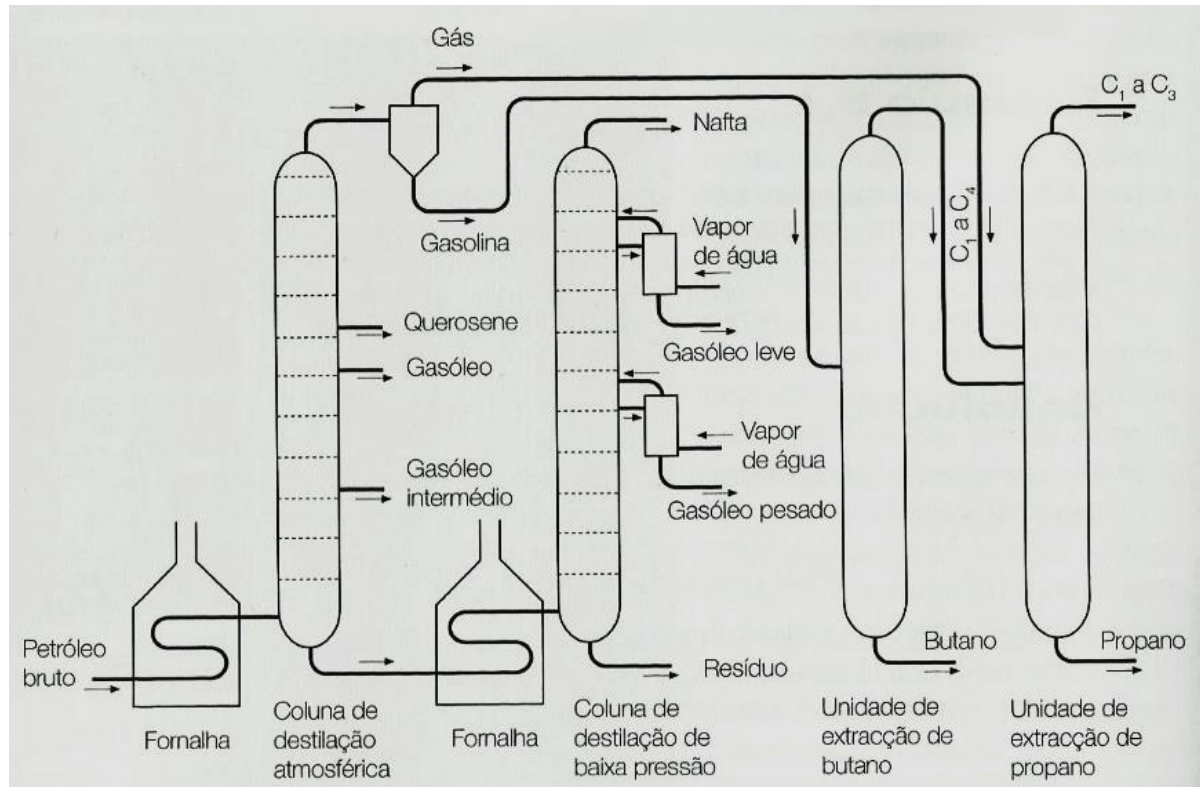 Gás
C₁ a C₃
Nafta
Gasolina
Vapor
de água
C₁ a C₄
Querosene
Gasóleo leve
Gasóleo
Gasóleo
intermédio
Vapor
de água
Gasóleo pesado
Petróleo
bruto
Resíduo
Butano
Propano
Fornalha
Coluna de
destilação
atmosférica
Fornalha
Coluna de
destilação de
baixa pressão
Unidade de
extracção de
butano
Unidade de
extracção de
propano